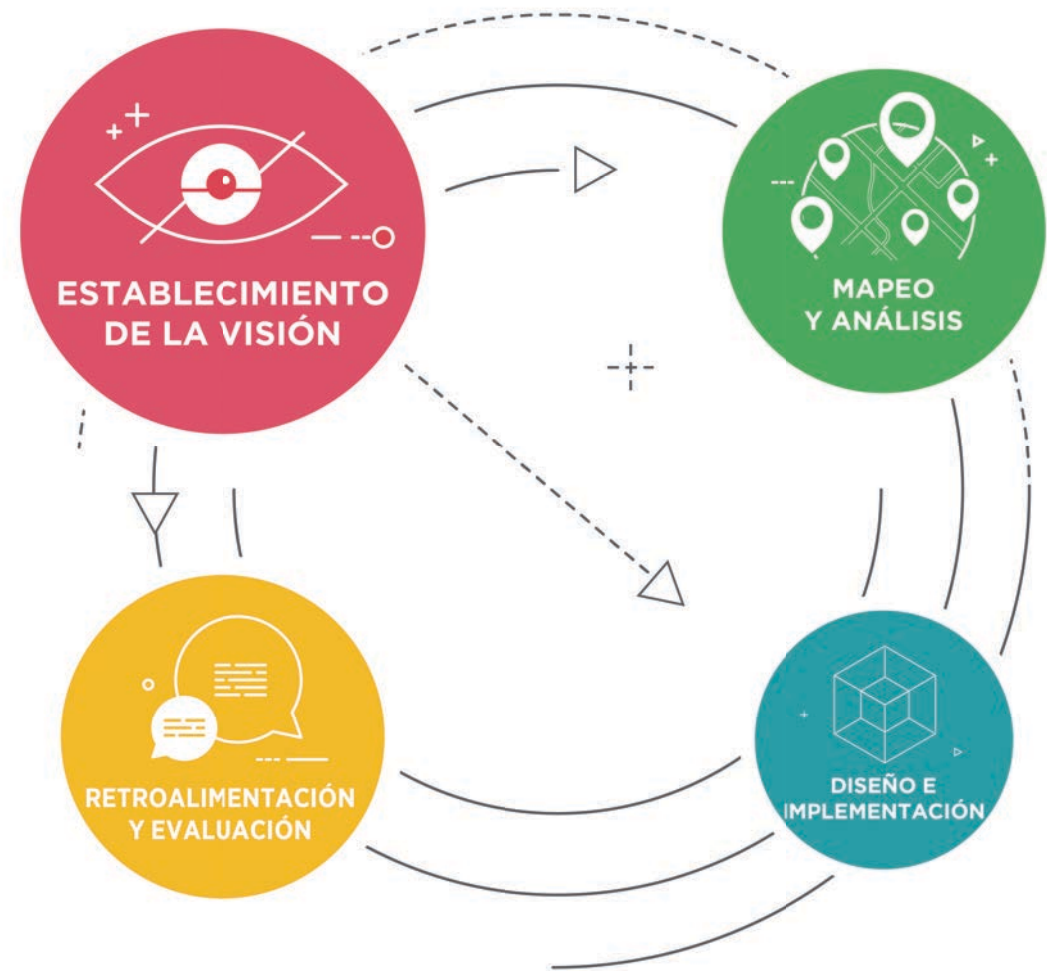 ESTABLECIMIENTO
DE LA VISIÓN
MAPEO
Y ANÁLISIS
RETROALIMENTACIÓN
Y EVALUACIÓN
DISEÑO E
IMPLEMENTACIÓN